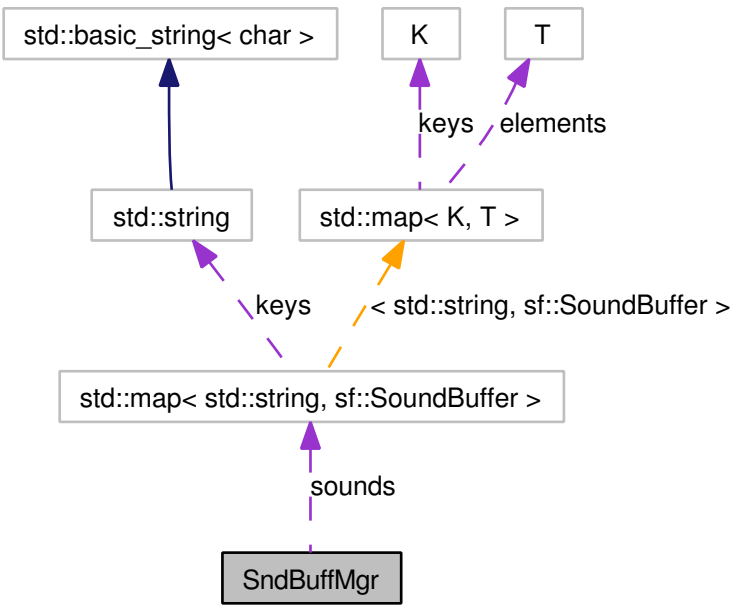 std::basic_string< char >
K
T
keys
elements
std::string
std::map< K, T >
keys
< std::string, sf::SoundBuffer >
std::map< std::string, sf::SoundBuffer >
sounds
SndBuffMgr